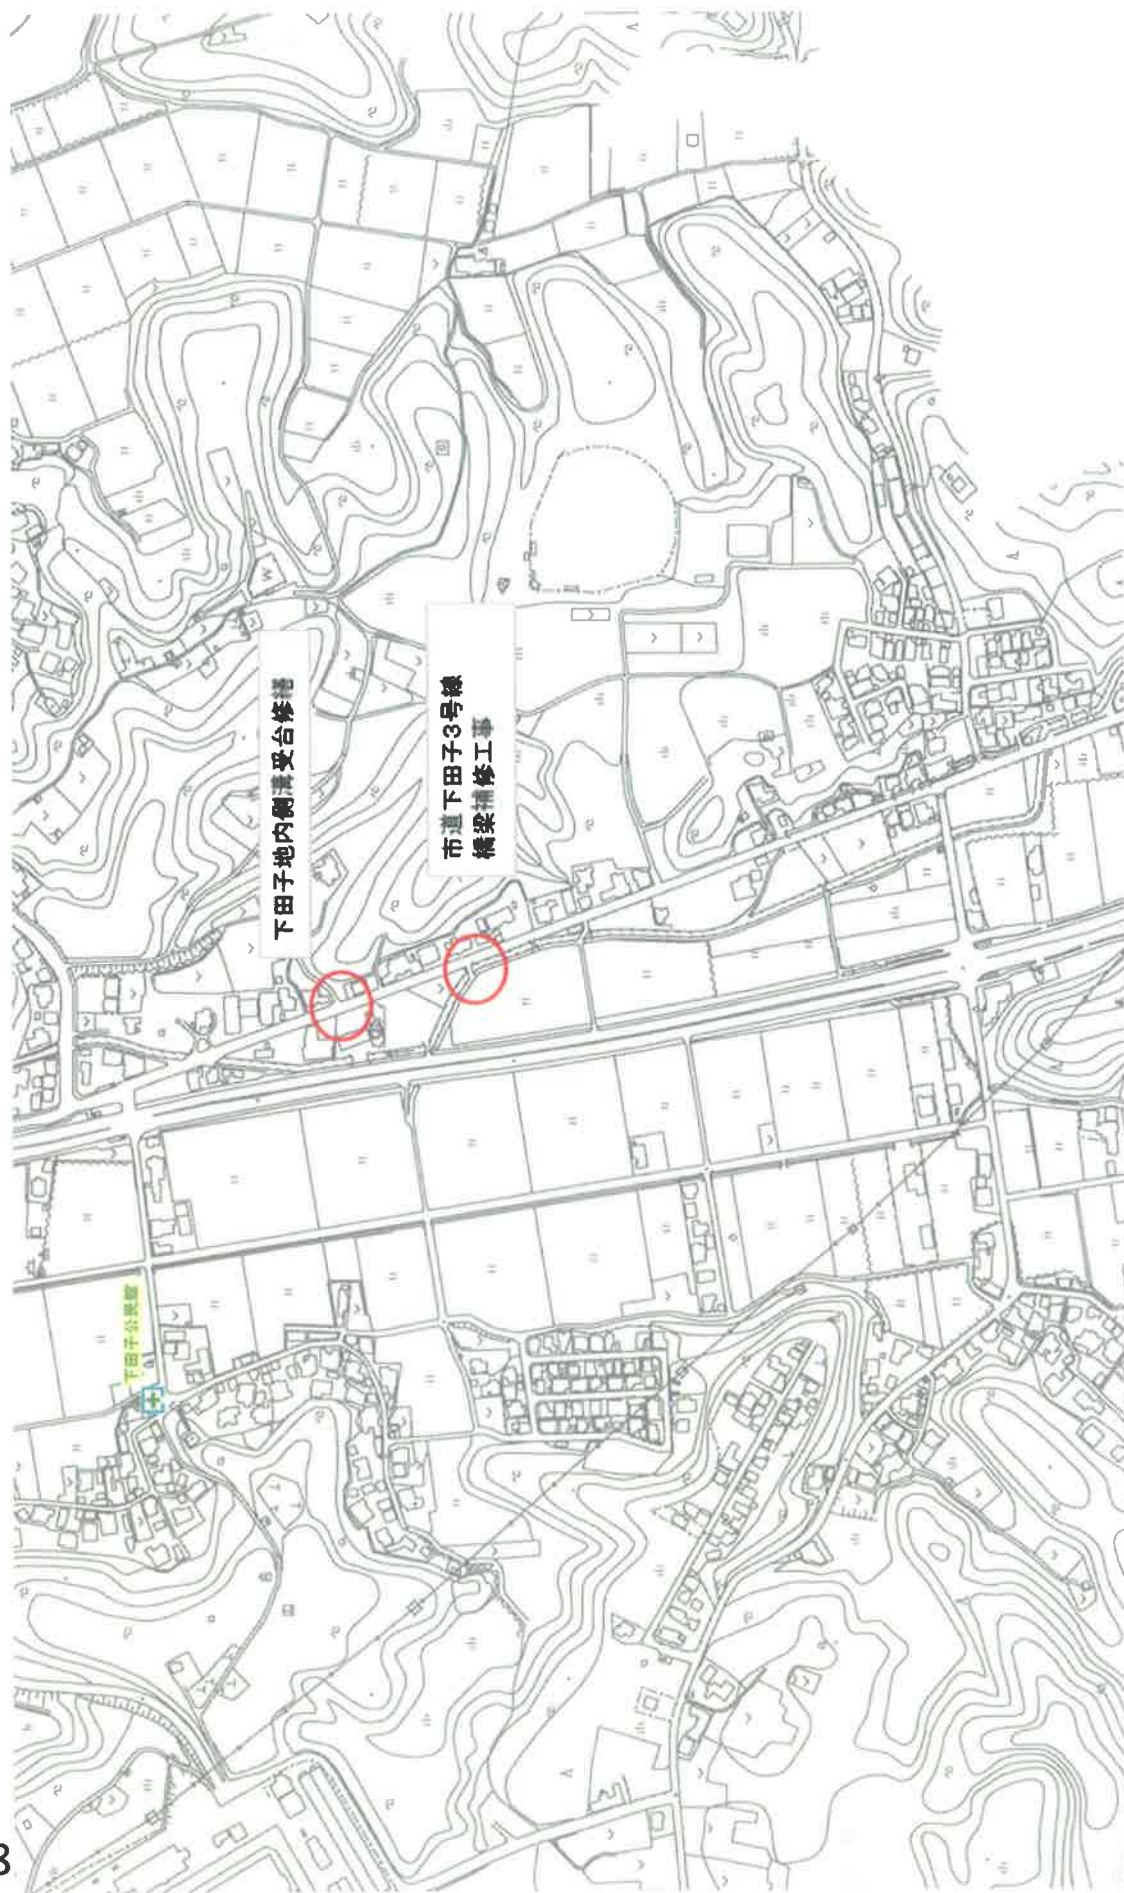 下田子地内側溝受台修繕
市道下田子3号線
橋梁補修工事
下田子公民館
8